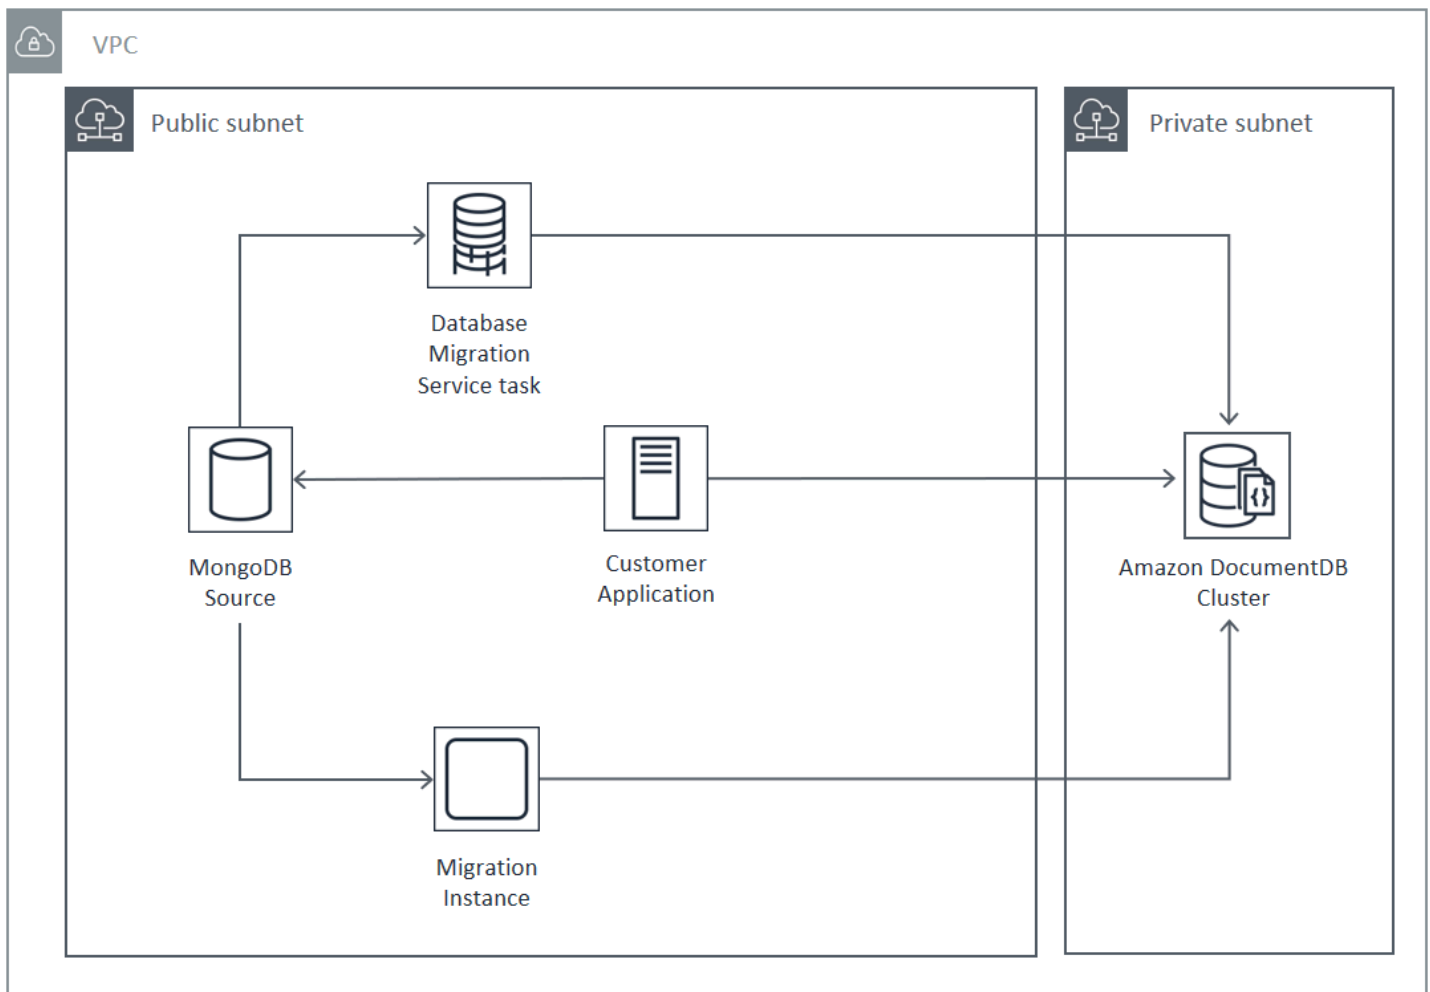 VPC
Public subnet
Private subnet
Database
Migration
Service task
MongoDB
Source
Customer
Application
Amazon DocumentDB
Cluster
Migration
Instance